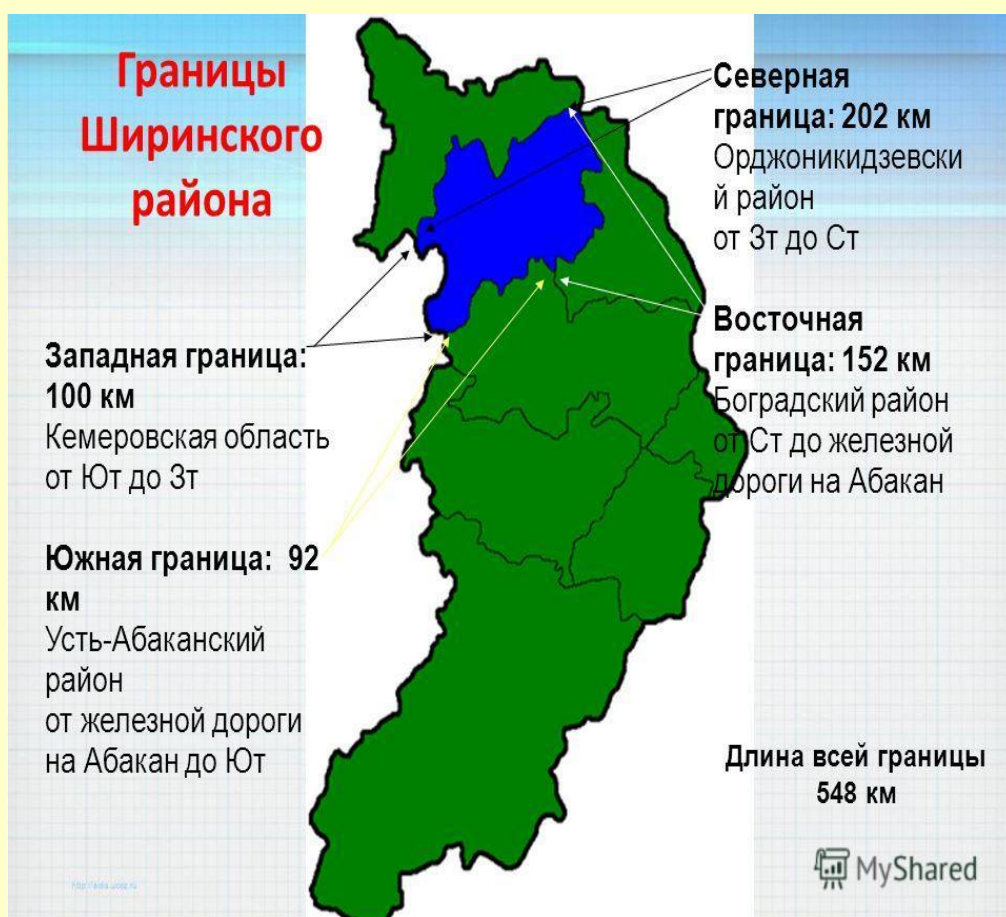 Границы
Ширинского
района
Северная
граница: 202 км
Орджоникидзевски
й район
от Зт до Ст
Восточная
граница: 152 км
Боградский район
от Ст до железной
дороги на Абакан
Западная граница:
100 км
Кемеровская область
от Ют до Зт
Южная граница: 92
км
Усть-Абаканский
район
от железной дороги
на Абакан до Ют
Длина всей границы
548 км
MyShared